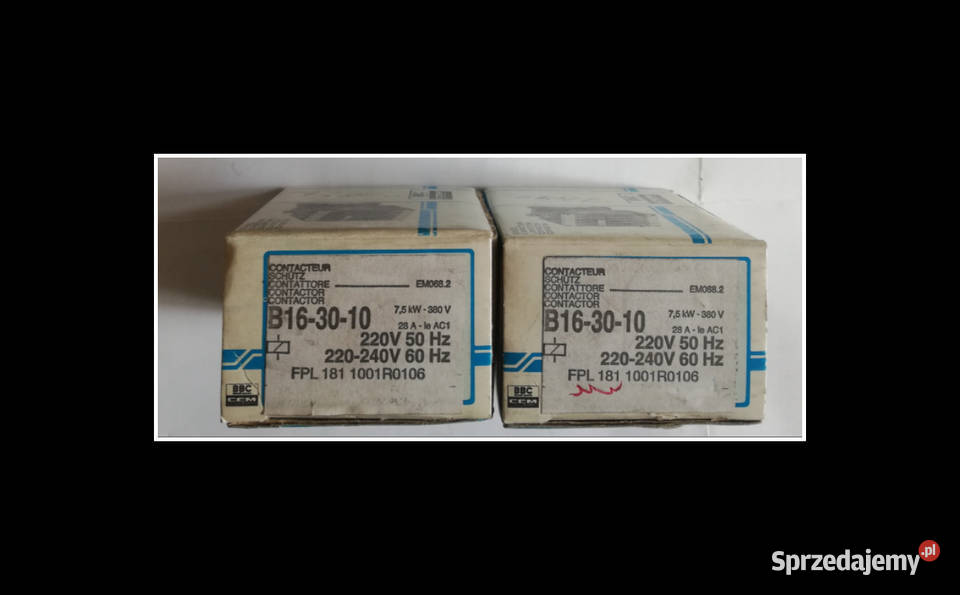 CONTACTEUR
SCHÜTZ
CONTATTORE EM068.2
CONTACTOR
CONTACTOR
B16-30-10
7,5 kW - 380 V
28 A - Ie AC1
220V 50 Hz
220-240V 60 Hz
FPL 181 1001R0106
BBC
CEM
CONTACTEUR
SCHÜTZ
CONTATTORE EM068.2
CONTACTOR
CONTACTOR
B16-30-10
7,5 kW - 380 V
28 A - Ie AC1
220V 50 Hz
220-240V 60 Hz
FPL 181 1001R0106
BBC
CEM
Sprzedajemy.pl